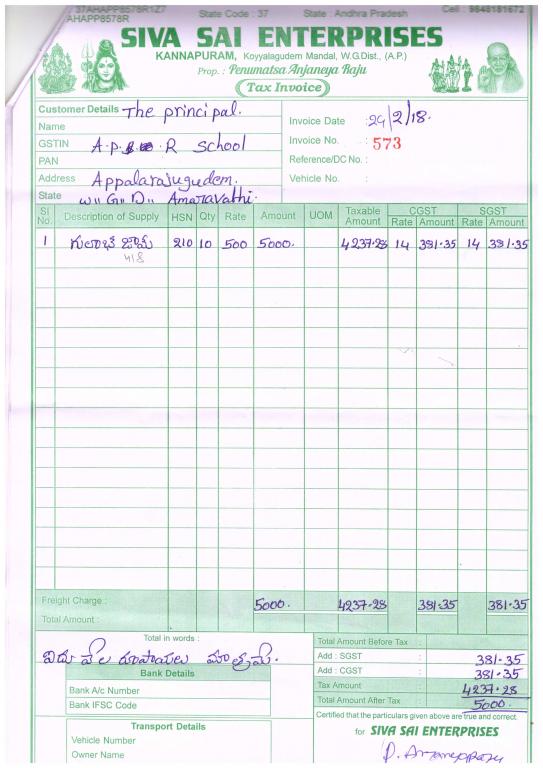 37AHAPP8578R1Z7 State Code : 37 State : Andhra Pradesh Cell : 9848181672
AHAPP8578R
SIVA SAI ENTERPRISES
KANNAPURAM, Koyyalagudem Mandal, W.G.Dist., (A.P.)
Prop.: Penumatsa Anjaneya Raju
Tax Invoice
Customer Details The principal.
Name
GSTIN A.P. R School
PAN
Address Appalarajugudem.
State W" G" D" Amaravathi.
Invoice Date : 24/2/18.
Invoice No. : 573
Reference/DC No. :
Vehicle No. :
Sl No. Description of Supply HSN Qty Rate Amount UOM Taxable Amount CGST Rate Amount SGST Rate Amount
1 గులాబీ జామ్ 210 10 500 5000. 4237.28 14 381.35 14 381.35
418
Freight Charge : 5000. 4237.28 381.35 381.35
Total Amount :
Total in words :
ఐదు వేల రూపాయలు మాత్రమే.
Bank Details
Bank A/c Number
Bank IFSC Code
Transport Details
Vehicle Number
Owner Name
Total Amount Before Tax :
Add : SGST : 381.35
Add : CGST : 381.35
Tax Amount : 4237.28
Total Amount After Tax : 5000.
Certified that the particulars given above are true and correct.
for SIVA SAI ENTERPRISES